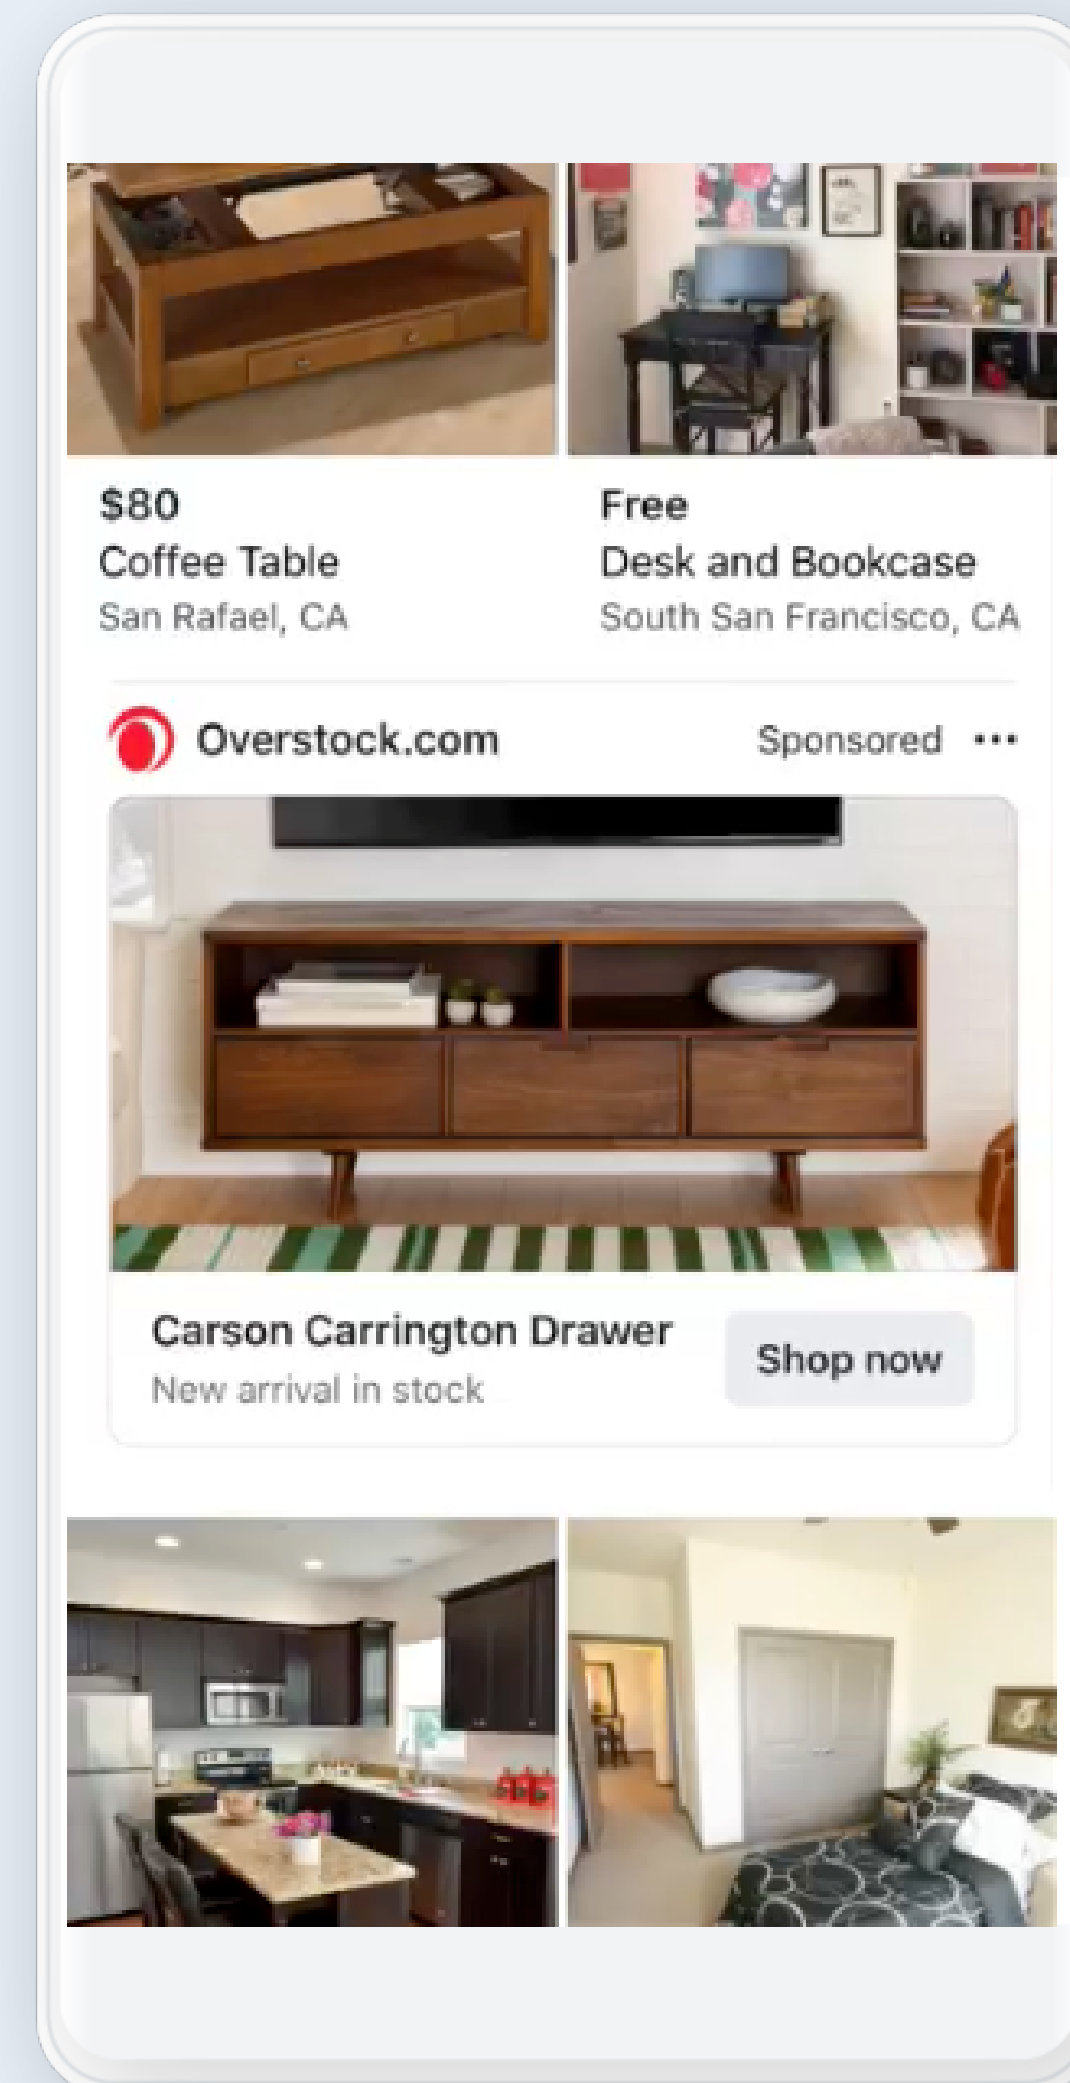 $80
Coffee Table
San Rafael, CA
Free
Desk and Bookcase
South San Francisco, CA
Overstock.com
Sponsored
Carson Carrington Drawer
New arrival in stock
Shop now